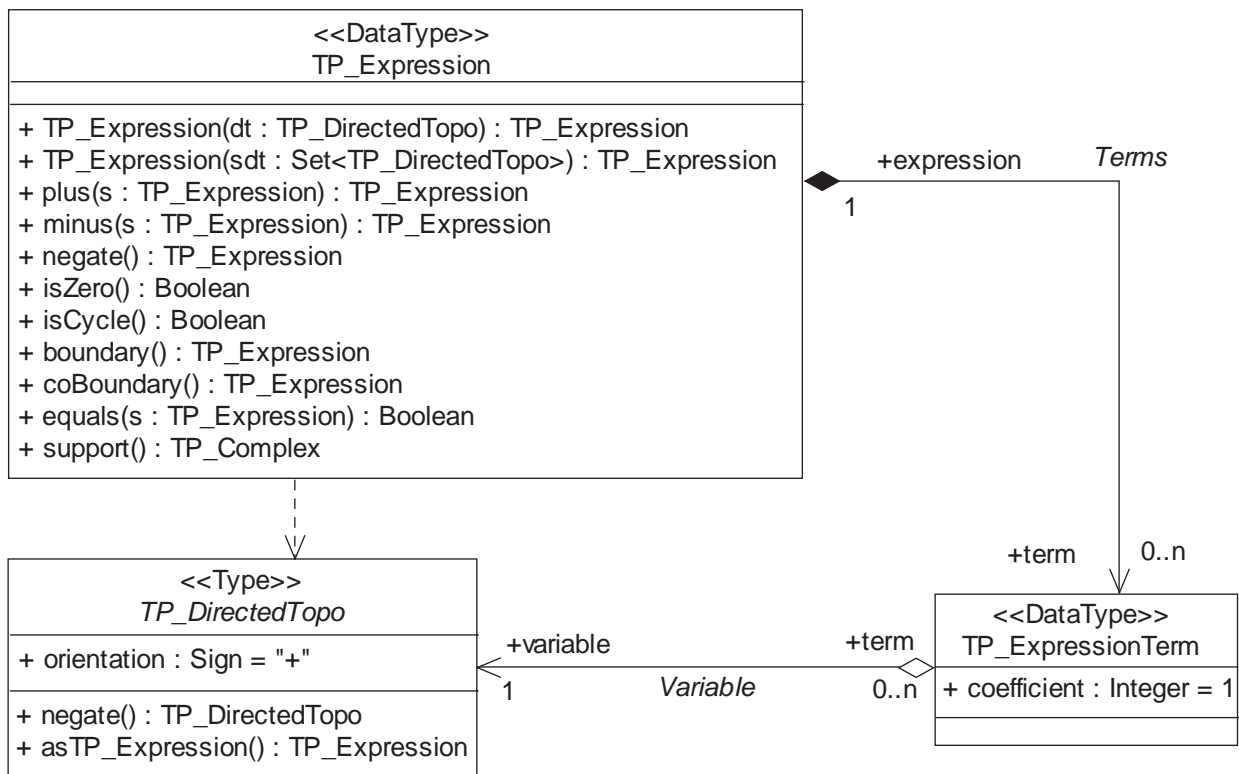 <<DataType>>
TP_Expression
+ TP_Expression(dt : TP_DirectedTopo) : TP_Expression
+ TP_Expression(sdt : Set<TP_DirectedTopo>) : TP_Expression
+ plus(s : TP_Expression) : TP_Expression
+ minus(s : TP_Expression) : TP_Expression
+ negate() : TP_Expression
+ isZero() : Boolean
+ isCycle() : Boolean
+ boundary() : TP_Expression
+ coBoundary() : TP_Expression
+ equals(s : TP_Expression) : Boolean
+ support() : TP_Complex
+expression
Terms
1
+term
0..n
<<Type>>
TP_DirectedTopo
+ orientation : Sign = "+"
+ negate() : TP_DirectedTopo
+ asTP_Expression() : TP_Expression
+variable
1
Variable
+term
0..n
<<DataType>>
TP_ExpressionTerm
+ coefficient : Integer = 1